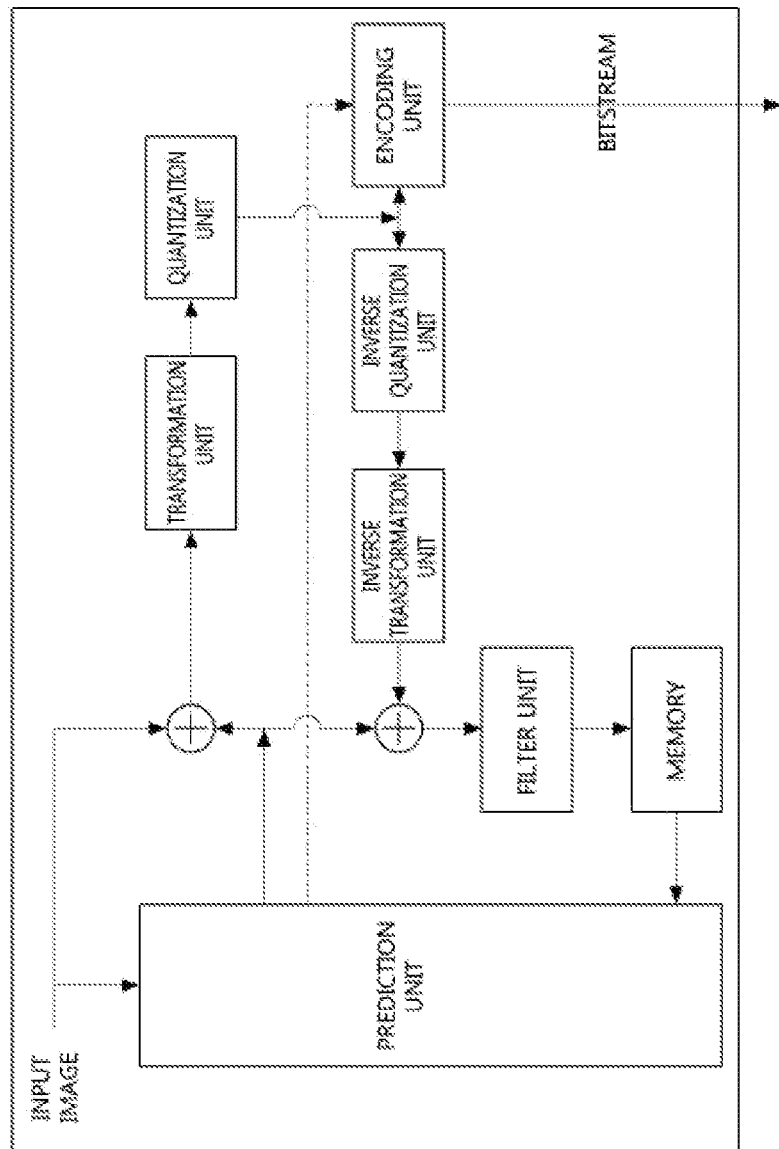 INPUT
IMAGE
TRANSFORMATION
UNIT
QUANTIZATION
UNIT
PREDICTION
UNIT
INVERSE
TRANSFORMATION
UNIT
INVERSE
QUANTIZATION
UNIT
ENCODING
UNIT
FILTER UNIT
MEMORY
BITSTREAM